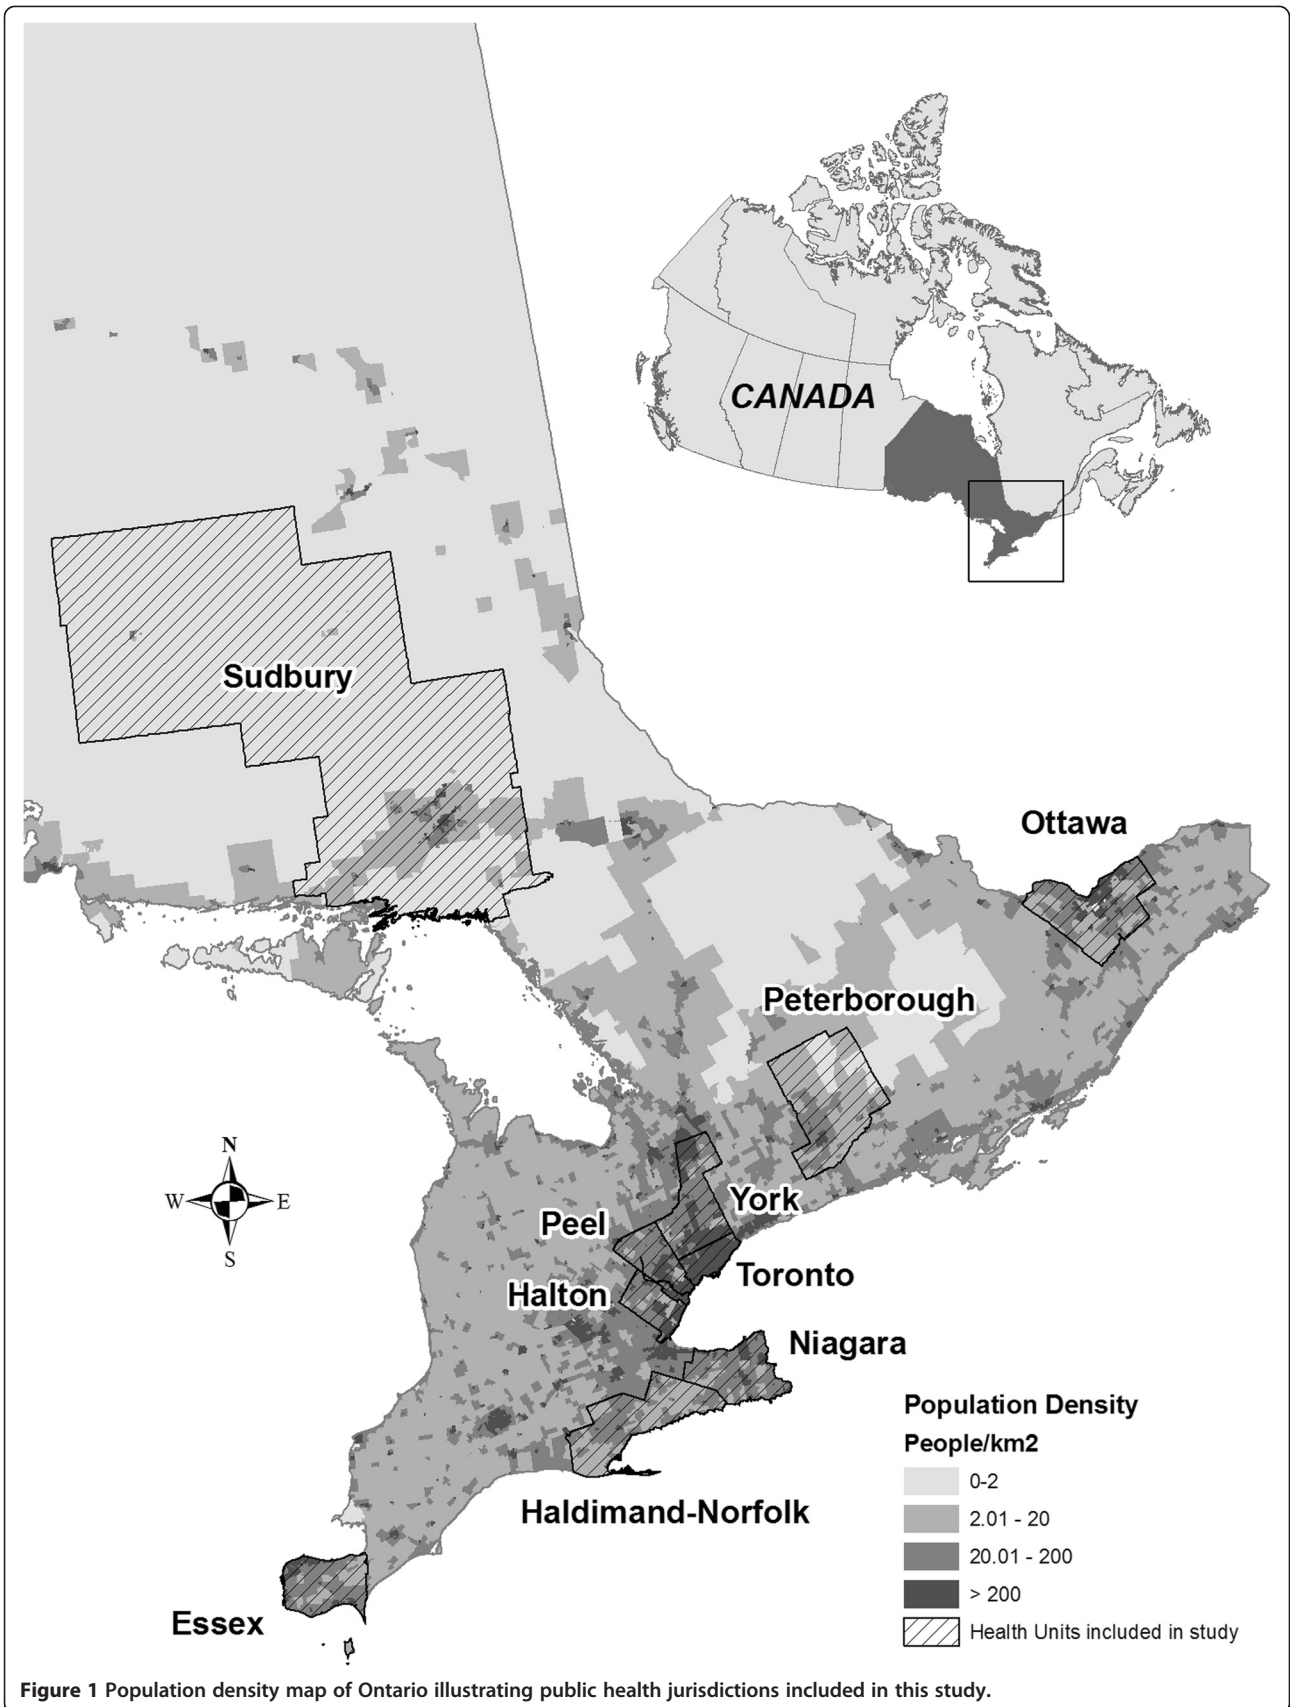 CANADA
Sudbury
Ottawa
Peterborough
N
W E
S
York
Peel
Toronto
Halton
Niagara
Population Density
People/km2
0-2
2.01 - 20
20.01 - 200
> 200
Health Units included in study
Haldimand-Norfolk
Essex
Figure 1 Population density map of Ontario illustrating public health jurisdictions included in this study.